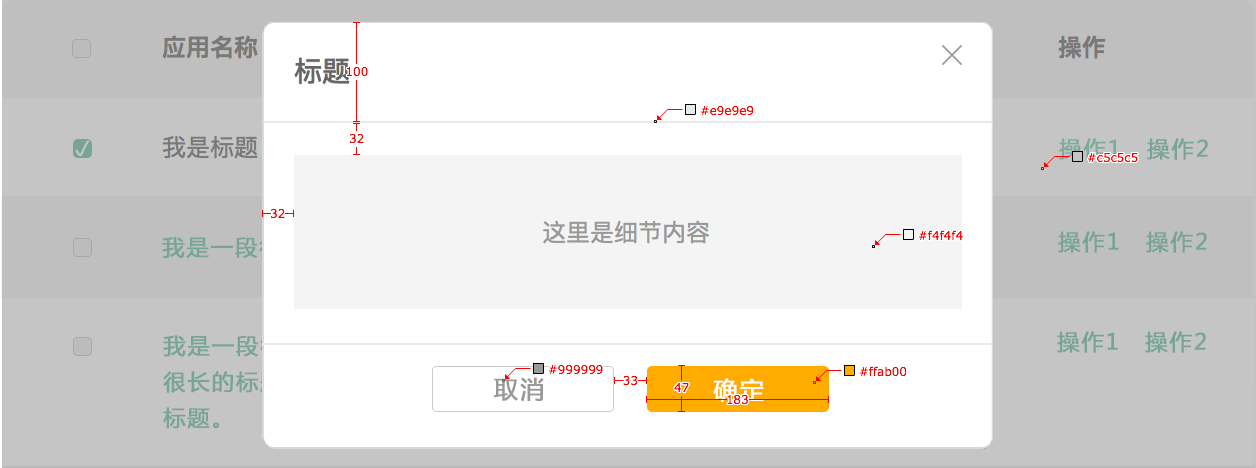 应用名称
操作
标题
100
#e9e9e9
32
我是标题
操作1 操作2
#c5c5c5
32
这里是细节内容
#f4f4f4
我是一段
操作1 操作2
我是一段
很长的标
标题。
操作1 操作2
取消
#999999
33
确定
47
183
#ffab00